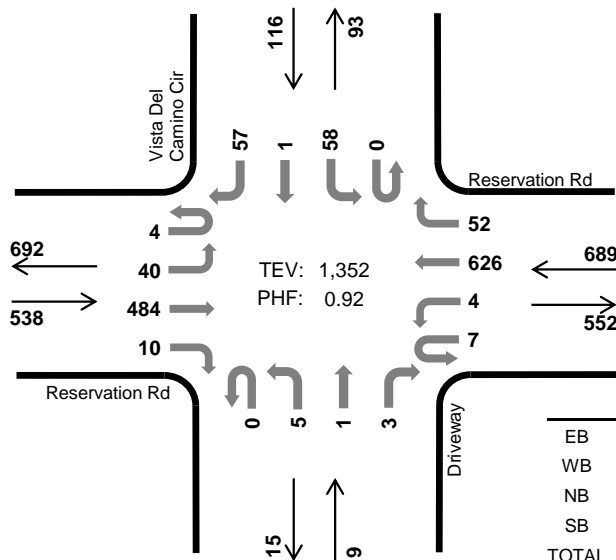 116
93
Vista Del
Camino Cir
57
1
58
0
Reservation Rd
4
52
692
40
TEV: 1,352
626
689
538
484
PHF: 0.92
4
552
10
7
Reservation Rd
0
5
1
3
Driveway
EB
WB
NB
SB
TOTAL
15
9